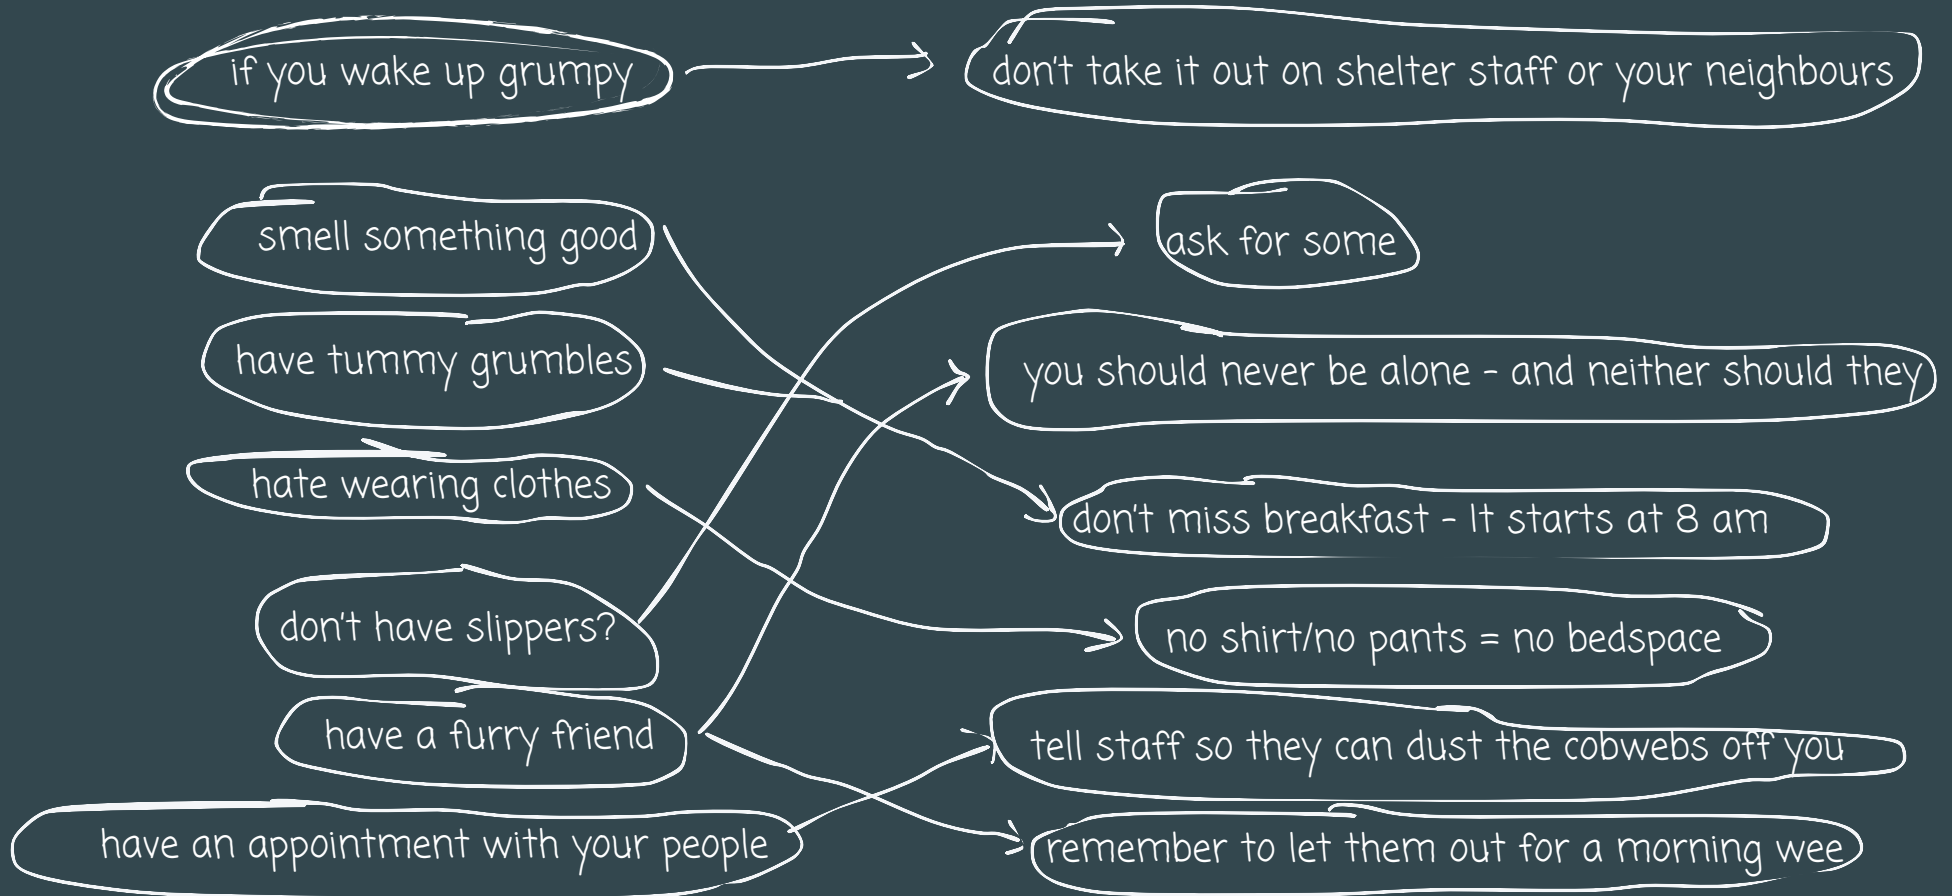 if you wake up grumpy
don't take it out on shelter staff or your neighbours
smell something good
ask for some
have tummy grumbles
you should never be alone - and neither should they
hate wearing clothes
don't miss breakfast - It starts at 8 am
don't have slippers?
no shirt/no pants = no bedspace
have a furry friend
tell staff so they can dust the cobwebs off you
have an appointment with your people
remember to let them out for a morning wee